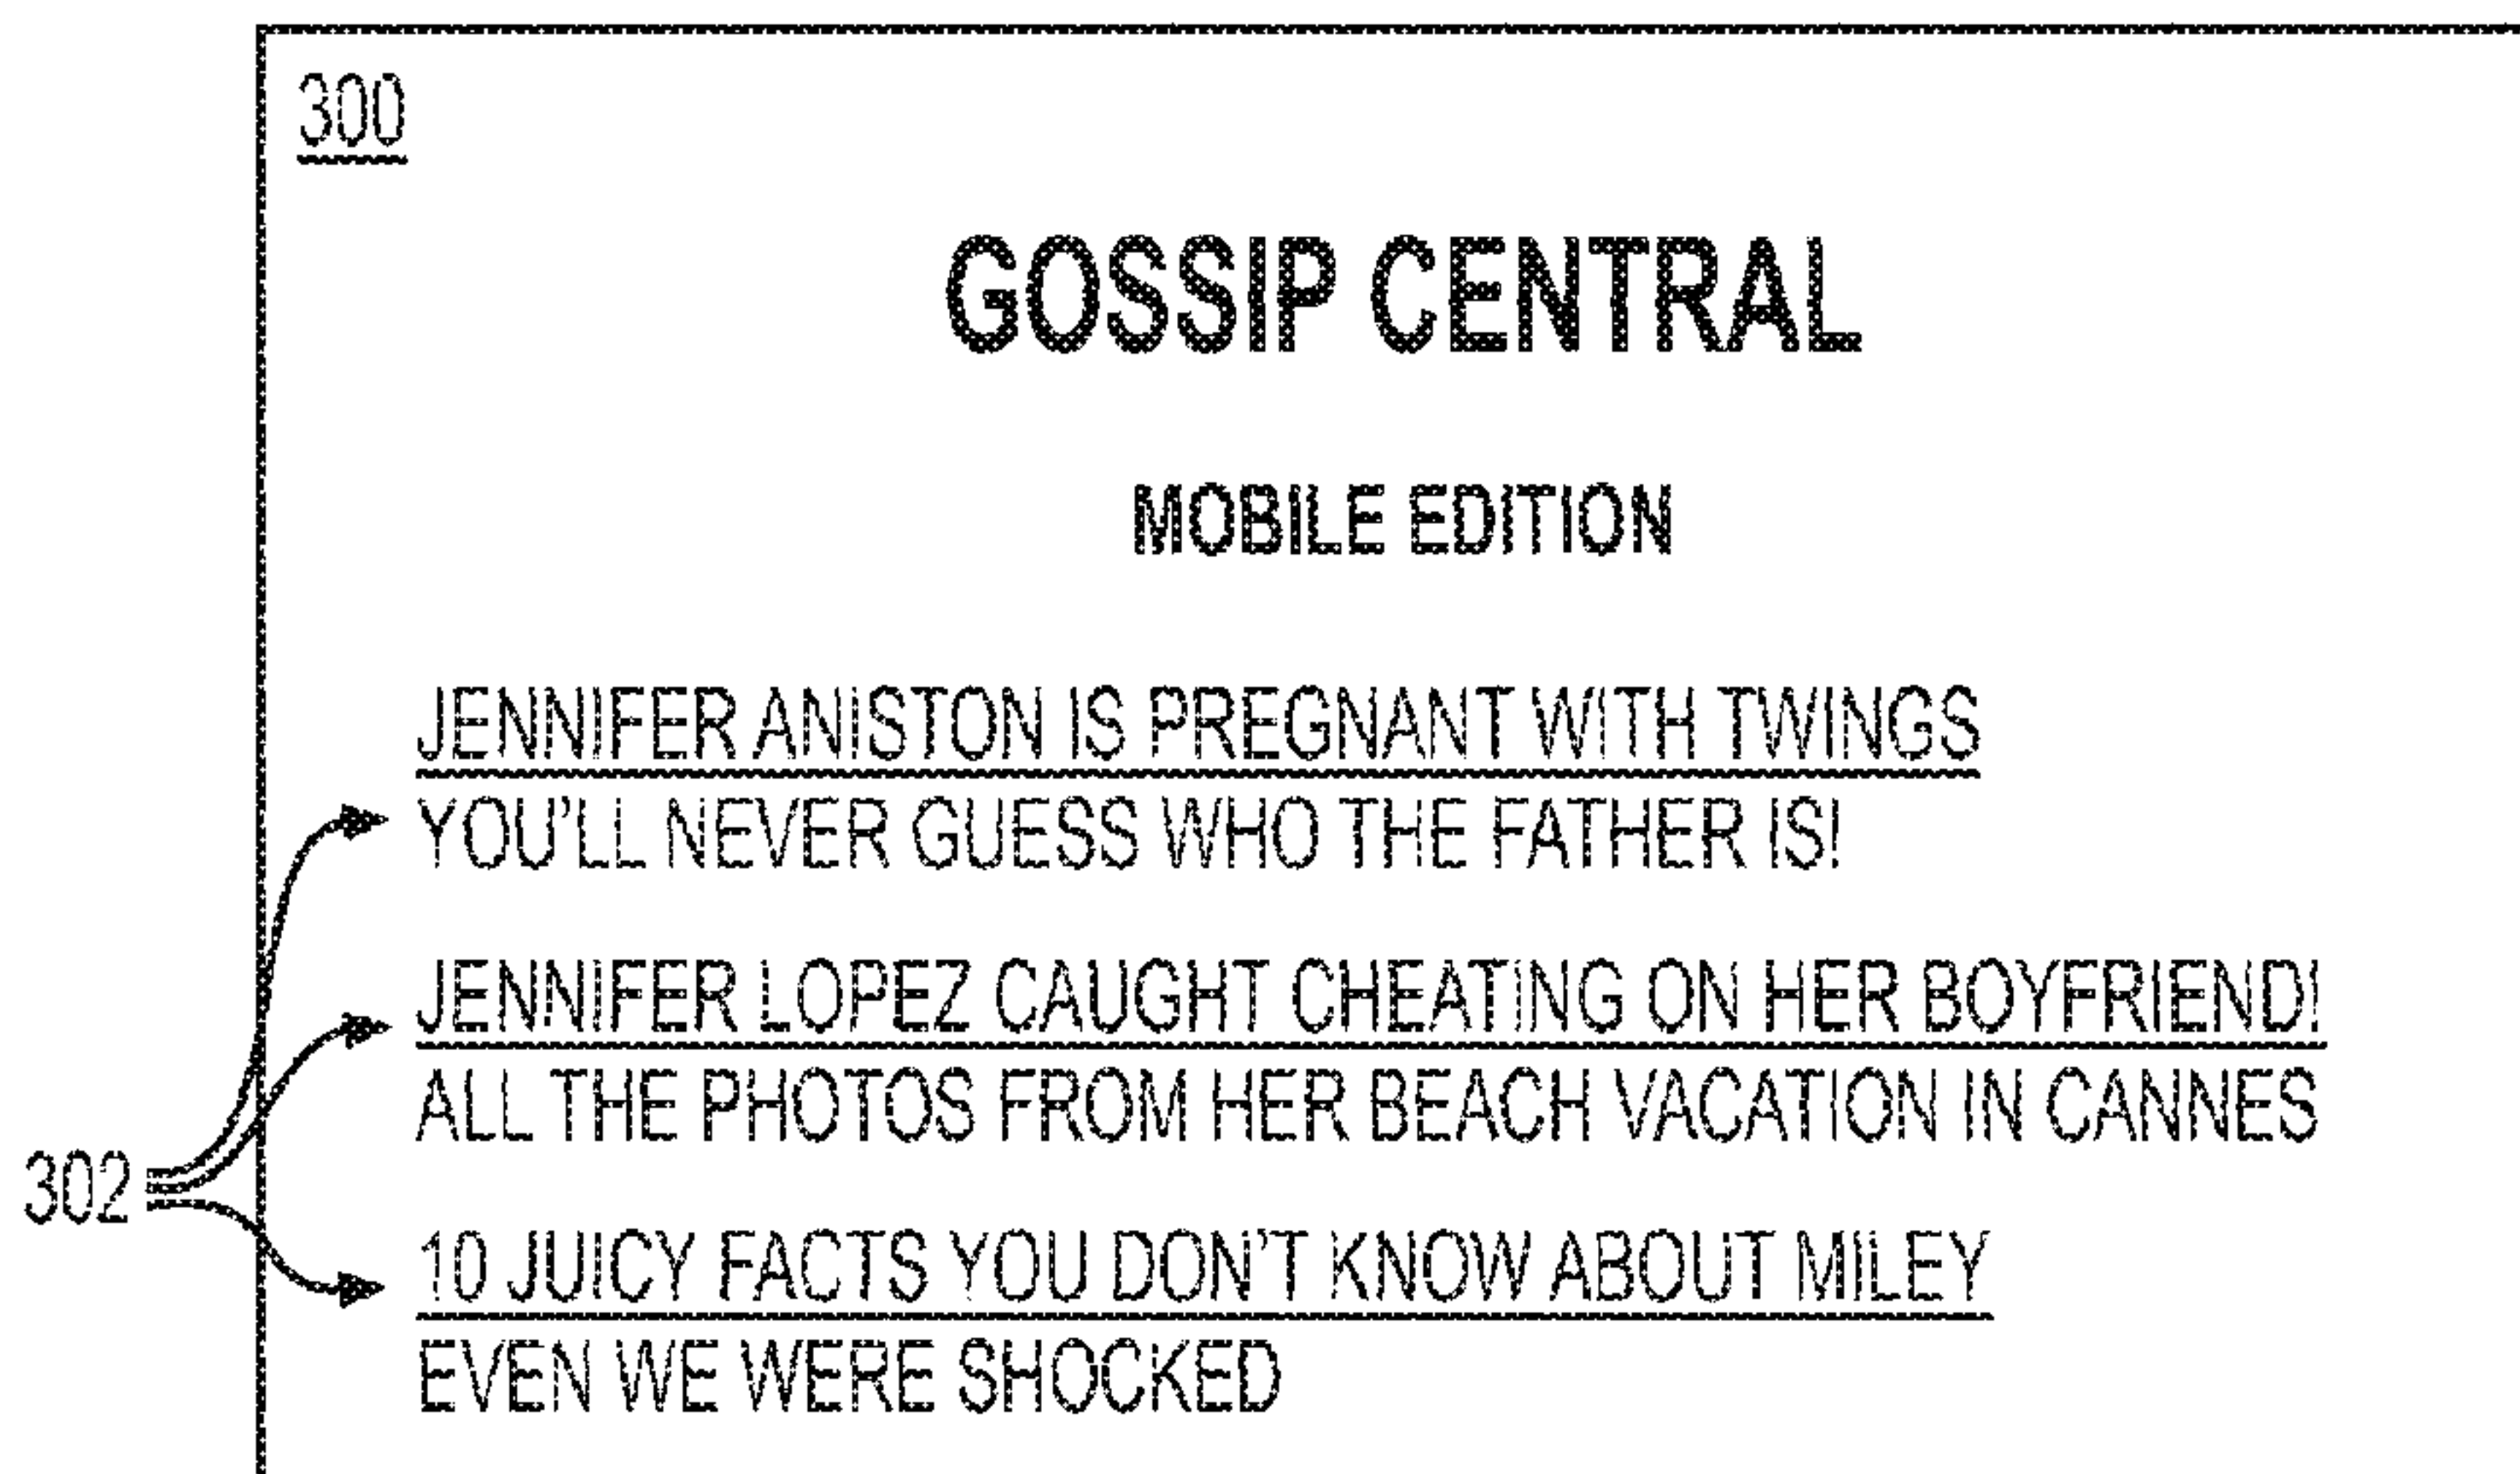 300
GOSSIP CENTRAL
MOBILE EDITION
JENNIFER ANISTON IS PREGNANT WITH TWINGS
YOU'LL NEVER GUESS WHO THE FATHER IS!
JENNIFER LOPEZ CAUGHT CHEATING ON HER BOYFRIEND!
ALL THE PHOTOS FROM HER BEACH VACATION IN CANNES
302
10 JUICY FACTS YOU DON'T KNOW ABOUT MILEY
EVEN WE WERE SHOCKED